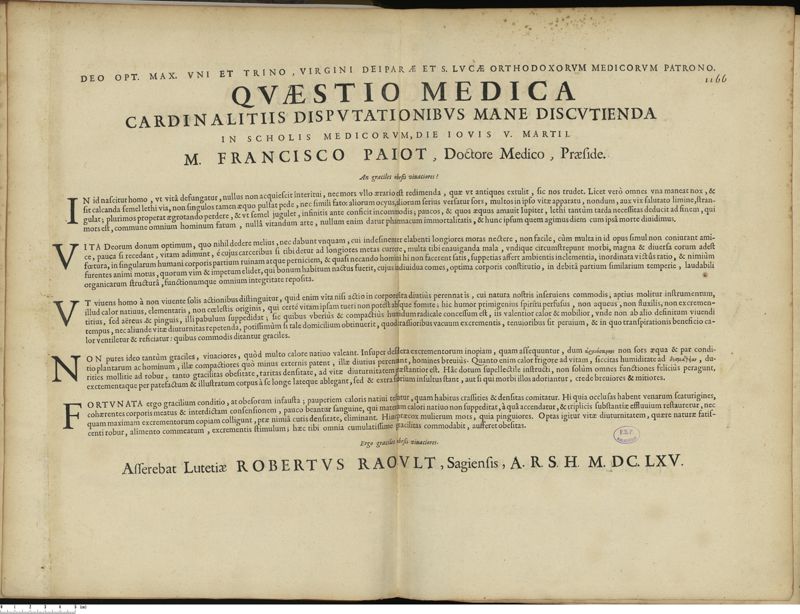 DEO OPT. MAX. VNI ET TRINO, VIRGINI DEIPARÆ ET S. LVCÆ ORTHODOXORVM MEDICORVM PATRONO.
1166
QVÆSTIO MEDICA
CARDINALITIIS DISPVTATIONIBVS MANE DISCVTIENDA
IN SCHOLIS MEDICORVM, DIE IOVIS V. MARTII.
M. FRANCISCO PAIOT, Doctore Medico, Præside.
An graciles obesis vivaciores?
IN id nascitur homo, vt vitâ defungatur, nullus non acquiescit interitui, nec mors vllo ærario est redimenda, quæ vt antiquos extulit, sic nos trudet. Licet verò omnes vna maneat nox, &
sit calcanda semel lethi via, non singulos tamen æquo pulsat pede, nec simili fato: aliorum ocyus, aliorum serius versatur sors, multos in ipso vitæ apparatu, nondum, aux vix salutato limine, stran-
gulat; plurimos properat ægrotando perdere, & vt semel jugulet, infinitis ante conficit incommodis; paucos, & quos æquus amauit Iupiter, lethi tantùm tarda necessitas deducit ad finem, qui
mors est, commune omnium hominum fatum, nullâ vitandum arte, nullum enim datur pharmacum immortalitatis, & hunc ipsum quem agimus diem cum ipsâ morte diuidimus.
VITA Deorum donum optimum, quo nihil dedere melius, nec dabunt vnquam, cui indesinenter elabenti longiores moras nectere, non facile, cùm multa in id opus simul non coniurant ami-
ce, pauca si recedant, vitam adimunt, é cujus carceribus si tibi detur ad longiores metas currere, multa tibi enauiganda mala, vndique circumstrepunt morbi, magna & diuersa eorum adest
fortura, in singularum humani corporis partium ruinam atque perniciem, & quasi necando homini hi non facerent satis, suppetias affert ambientis inclementia, inordinata victûs ratio, & nimiùm
furentes animi motus, quorum vim & impetum elidet, qui bonum habitum nactus fuerit, cujus indiuidua comes, optima corporis constitutio, in debitâ partium similarium temperie, laudabili
organicarum structurâ, functionumque omnium integritate reposita.
VT viuens homo à non viuente solis actionibus distinguitur, quid enim vita nisi actio in corpore ita diutiùs perennat is, cui natura nostris inseruiens commodis, aptius molitur instrumentum,
illud calor natiuus, elementaris, non cœlestis originis, qui certè vitam ipsam tueri non potest absque fomite; hic humor primigenius spiritu perfusus, non aqueus, non fluxilis, non excremen-
titius, sed aëreus & pinguis, illi pabulum suppeditat; sic quibus vberiùs & compactiùs humidum radicale concessum est, iis valentior calor & mobilior, vnde non ab alio definitum viuendi
tempus, nec aliunde vitæ diuturnitas repetenda, potissimùm si tale domicilium obtinuerit, quod crassioribus vacuum excrementis, tenuioribus sit peruium, & in quo transpirationis beneficio ca-
lor ventiletur & reficiatur: quibus commodis ditantur graciles.
NON putes ideo tantùm graciles, viuaciores, quòd multo calore natiuo valeant. Insuper desidera excrementorum inopiam, quam assequuntur, dum non sors æqua & par condi-
tio plantarum ac hominum, illæ compactiores quò minus externis patent, illæ diutius perennant, homines breuiùs. Quanto enim calor frigore ad vitam, siccitas humiditate ad du-
rities mollitie ad robur, tanto gracilitas obesitate, raritas densitate, ad vitæ diuturnitatem præstantior est. Hâc dotum supellectile instructi, non solùm omnes functiones feliciùs peragunt,
excrementaque per patefactum & illustratum corpus à se longe lateque ablegant, sed & extrasortem insultus stant, aut si qui morbi illos adoriantur, crede breuiores & mitiores.
FORTVNATA ergo gracilium conditio, at obesorum infausta; paupertiem caloris natiui testatur, quam habitus crassities & densitas comitatur. Hi quia occlusas habent venarum scaturigines,
cohærentes corporis meatus & interdictam consensionem, pauco beantur sanguine, qui materiam calori natiuo non suppeditat, à quâ accendatur, & triplicis substantiæ effluuium restauretur, nec
quam maximam excrementorum copiam colligunt, præ nimiâ cutis densitate, eliminant. Hinc præcox mulierum mors, quia pinguiores. Optas igitur vitæ diuturnitatem, quære naturæ satis-
centi robur, alimento commeatum, excrementis stimulum; hæc tibi omnia cumulatissime gracilitas commodabit, aufferet obesitas.
Ergo graciles obesis vivaciores.
Asserebat Lutetiæ ROBERTVS RAOVLT, Sagiensis, A. R. S. H. M. DC. LXV.